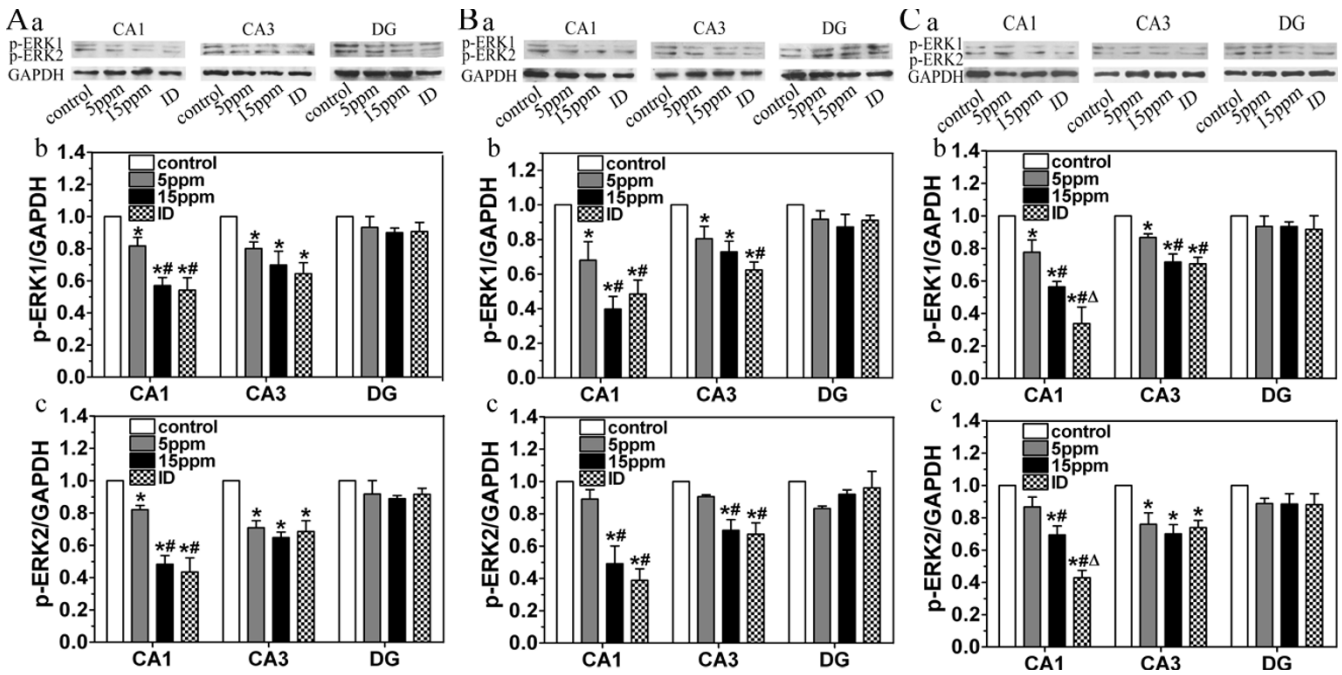 A a
CA1 CA3 DG
p-ERK1
p-ERK2
GAPDH
control 5ppm 15ppm ID control 5ppm 15ppm ID control 5ppm 15ppm ID
b
p-ERK1/GAPDH
1.4
1.2
1.0
0.8
0.6
0.4
0.2
0.0
control
5ppm
15ppm
ID
* *# *# * * *
CA1 CA3 DG
c
p-ERK2/GAPDH
1.4
1.2
1.0
0.8
0.6
0.4
0.2
0.0
control
5ppm
15ppm
ID
* *# *# * * *
CA1 CA3 DG
B a
CA1 CA3 DG
p-ERK1
p-ERK2
GAPDH
control 5ppm 15ppm ID control 5ppm 15ppm ID control 5ppm 15ppm ID
b
p-ERK1/GAPDH
1.2
1.0
0.8
0.6
0.4
0.2
0.0
control
5ppm
15ppm
ID
* *# *# * * *#
CA1 CA3 DG
c
p-ERK2/GAPDH
1.4
1.2
1.0
0.8
0.6
0.4
0.2
0.0
control
5ppm
15ppm
ID
*# *# *# *#
CA1 CA3 DG
C a
CA1 CA3 DG
p-ERK1
p-ERK2
GAPDH
control 5ppm 15ppm ID control 5ppm 15ppm ID control 5ppm 15ppm ID
b
p-ERK1/GAPDH
1.4
1.2
1.0
0.8
0.6
0.4
0.2
0.0
control
5ppm
15ppm
ID
* *# *#Δ * *# *#
CA1 CA3 DG
c
p-ERK2/GAPDH
1.4
1.2
1.0
0.8
0.6
0.4
0.2
0.0
control
5ppm
15ppm
ID
*# *#Δ * * *
CA1 CA3 DG